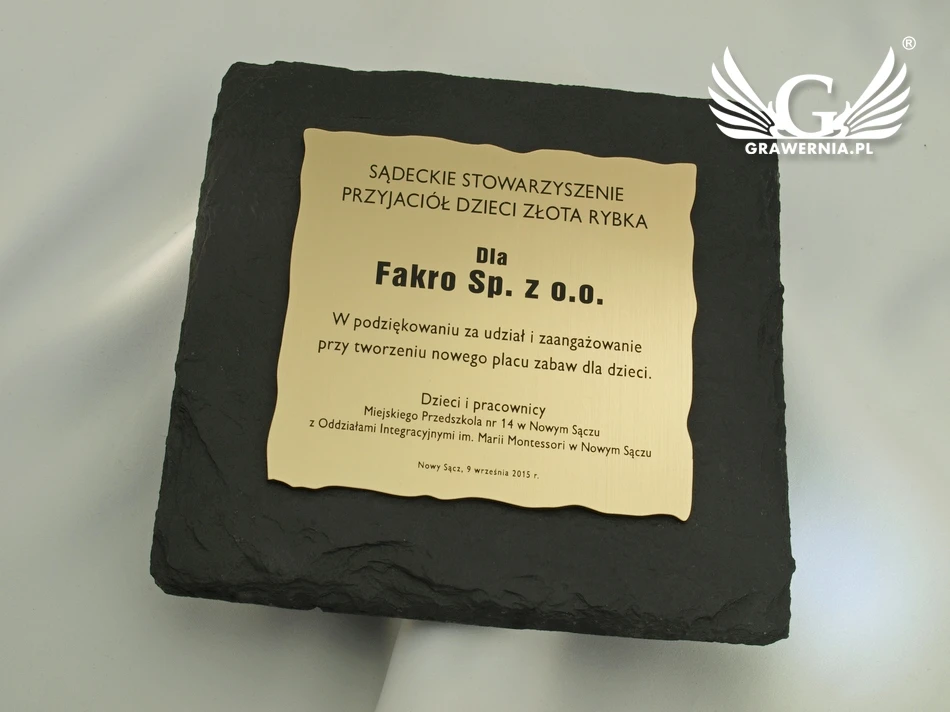 G
®
GRAWERNIA.PL
SĄDECKIE STOWARZYSZENIE
PRZYJACIÓŁ DZIECI ZŁOTA RYBKA
Dla
Fakro Sp. z o.o.
W podziękowaniu za udział i zaangażowanie
przy tworzeniu nowego placu zabaw dla dzieci.
Dzieci i pracownicy
Miejskiego Przedszkola nr 14 w Nowym Sączu
z Oddziałami Integracyjnymi im. Marii Montessori w Nowym Sączu
Nowy Sącz, 9 września 2015 r.